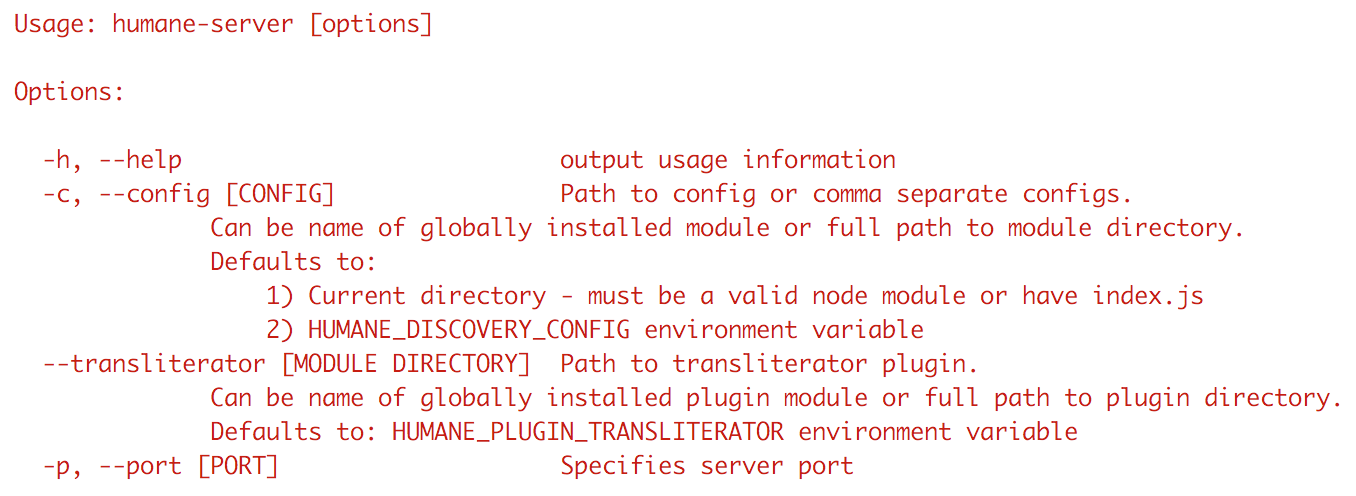 Usage: humane-server [options]
Options:
-h, --help output usage information
-c, --config [CONFIG] Path to config or comma separate configs.
Can be name of globally installed module or full path to module directory.
Defaults to:
1) Current directory - must be a valid node module or have index.js
2) HUMANE_DISCOVERY_CONFIG environment variable
--transliterator [MODULE DIRECTORY] Path to transliterator plugin.
Can be name of globally installed plugin module or full path to plugin directory.
Defaults to: HUMANE_PLUGIN_TRANSLITERATOR environment variable
-p, --port [PORT] Specifies server port